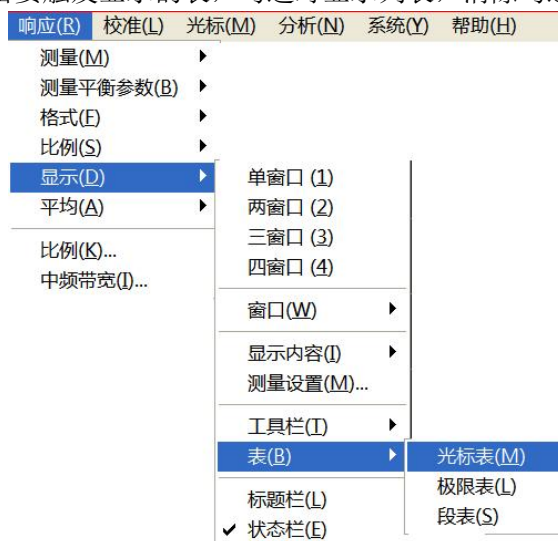 响应(R) 校准(L) 光标(M) 分析(N) 系统(Y) 帮助(H)
测量(M)
测量平衡参数(B)
格式(F)
比例(S)
显示(D)
平均(A)
比例(K)...
中频带宽(I)...
单窗口 (1)
两窗口 (2)
三窗口 (3)
四窗口 (4)
窗口(W)
显示内容(I)
测量设置(M)...
工具栏(T)
表(B)
标题栏(L)
状态栏(E)
光标表(M)
极限表(L)
段表(S)